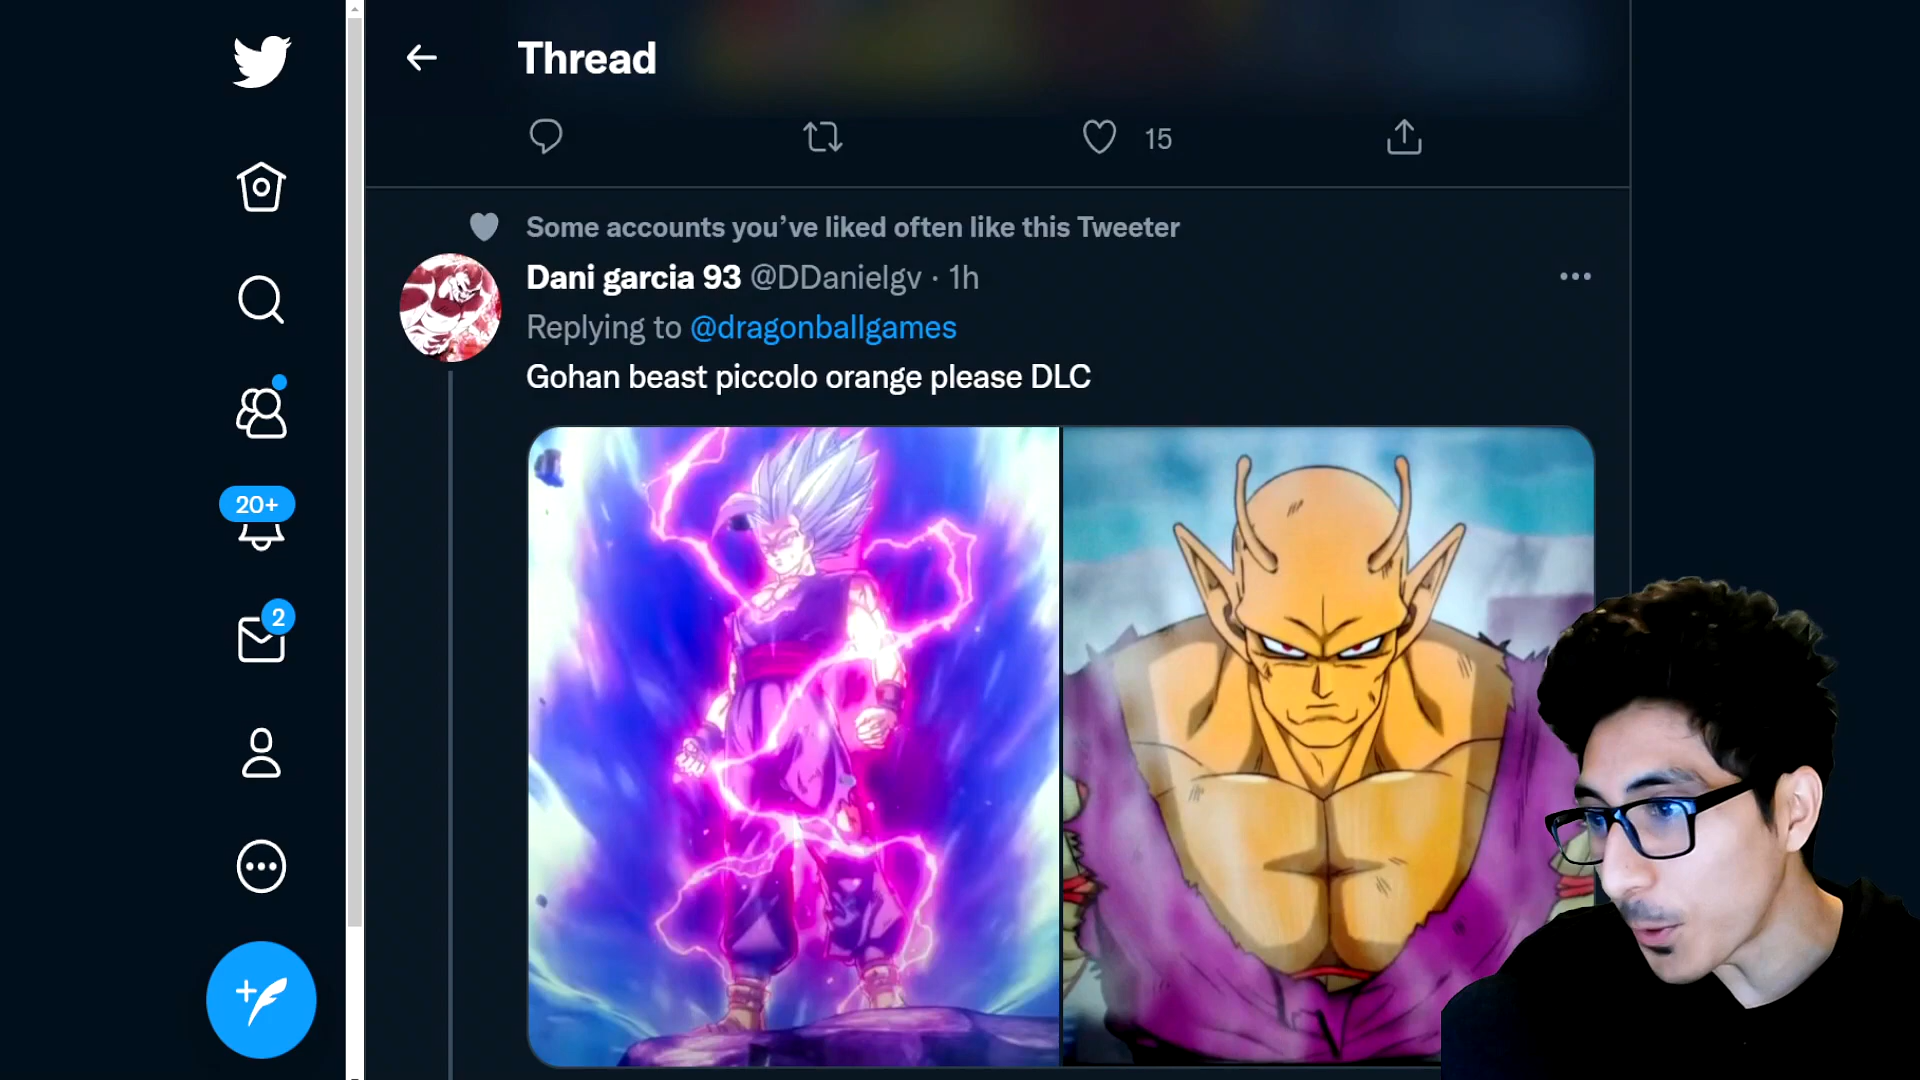 Thread
15
Some accounts you’ve liked often like this Tweeter
Dani garcia 93 @DDanielgv · 1h
Replying to @dragonballgames
Gohan beast piccolo orange please DLC
20+
2